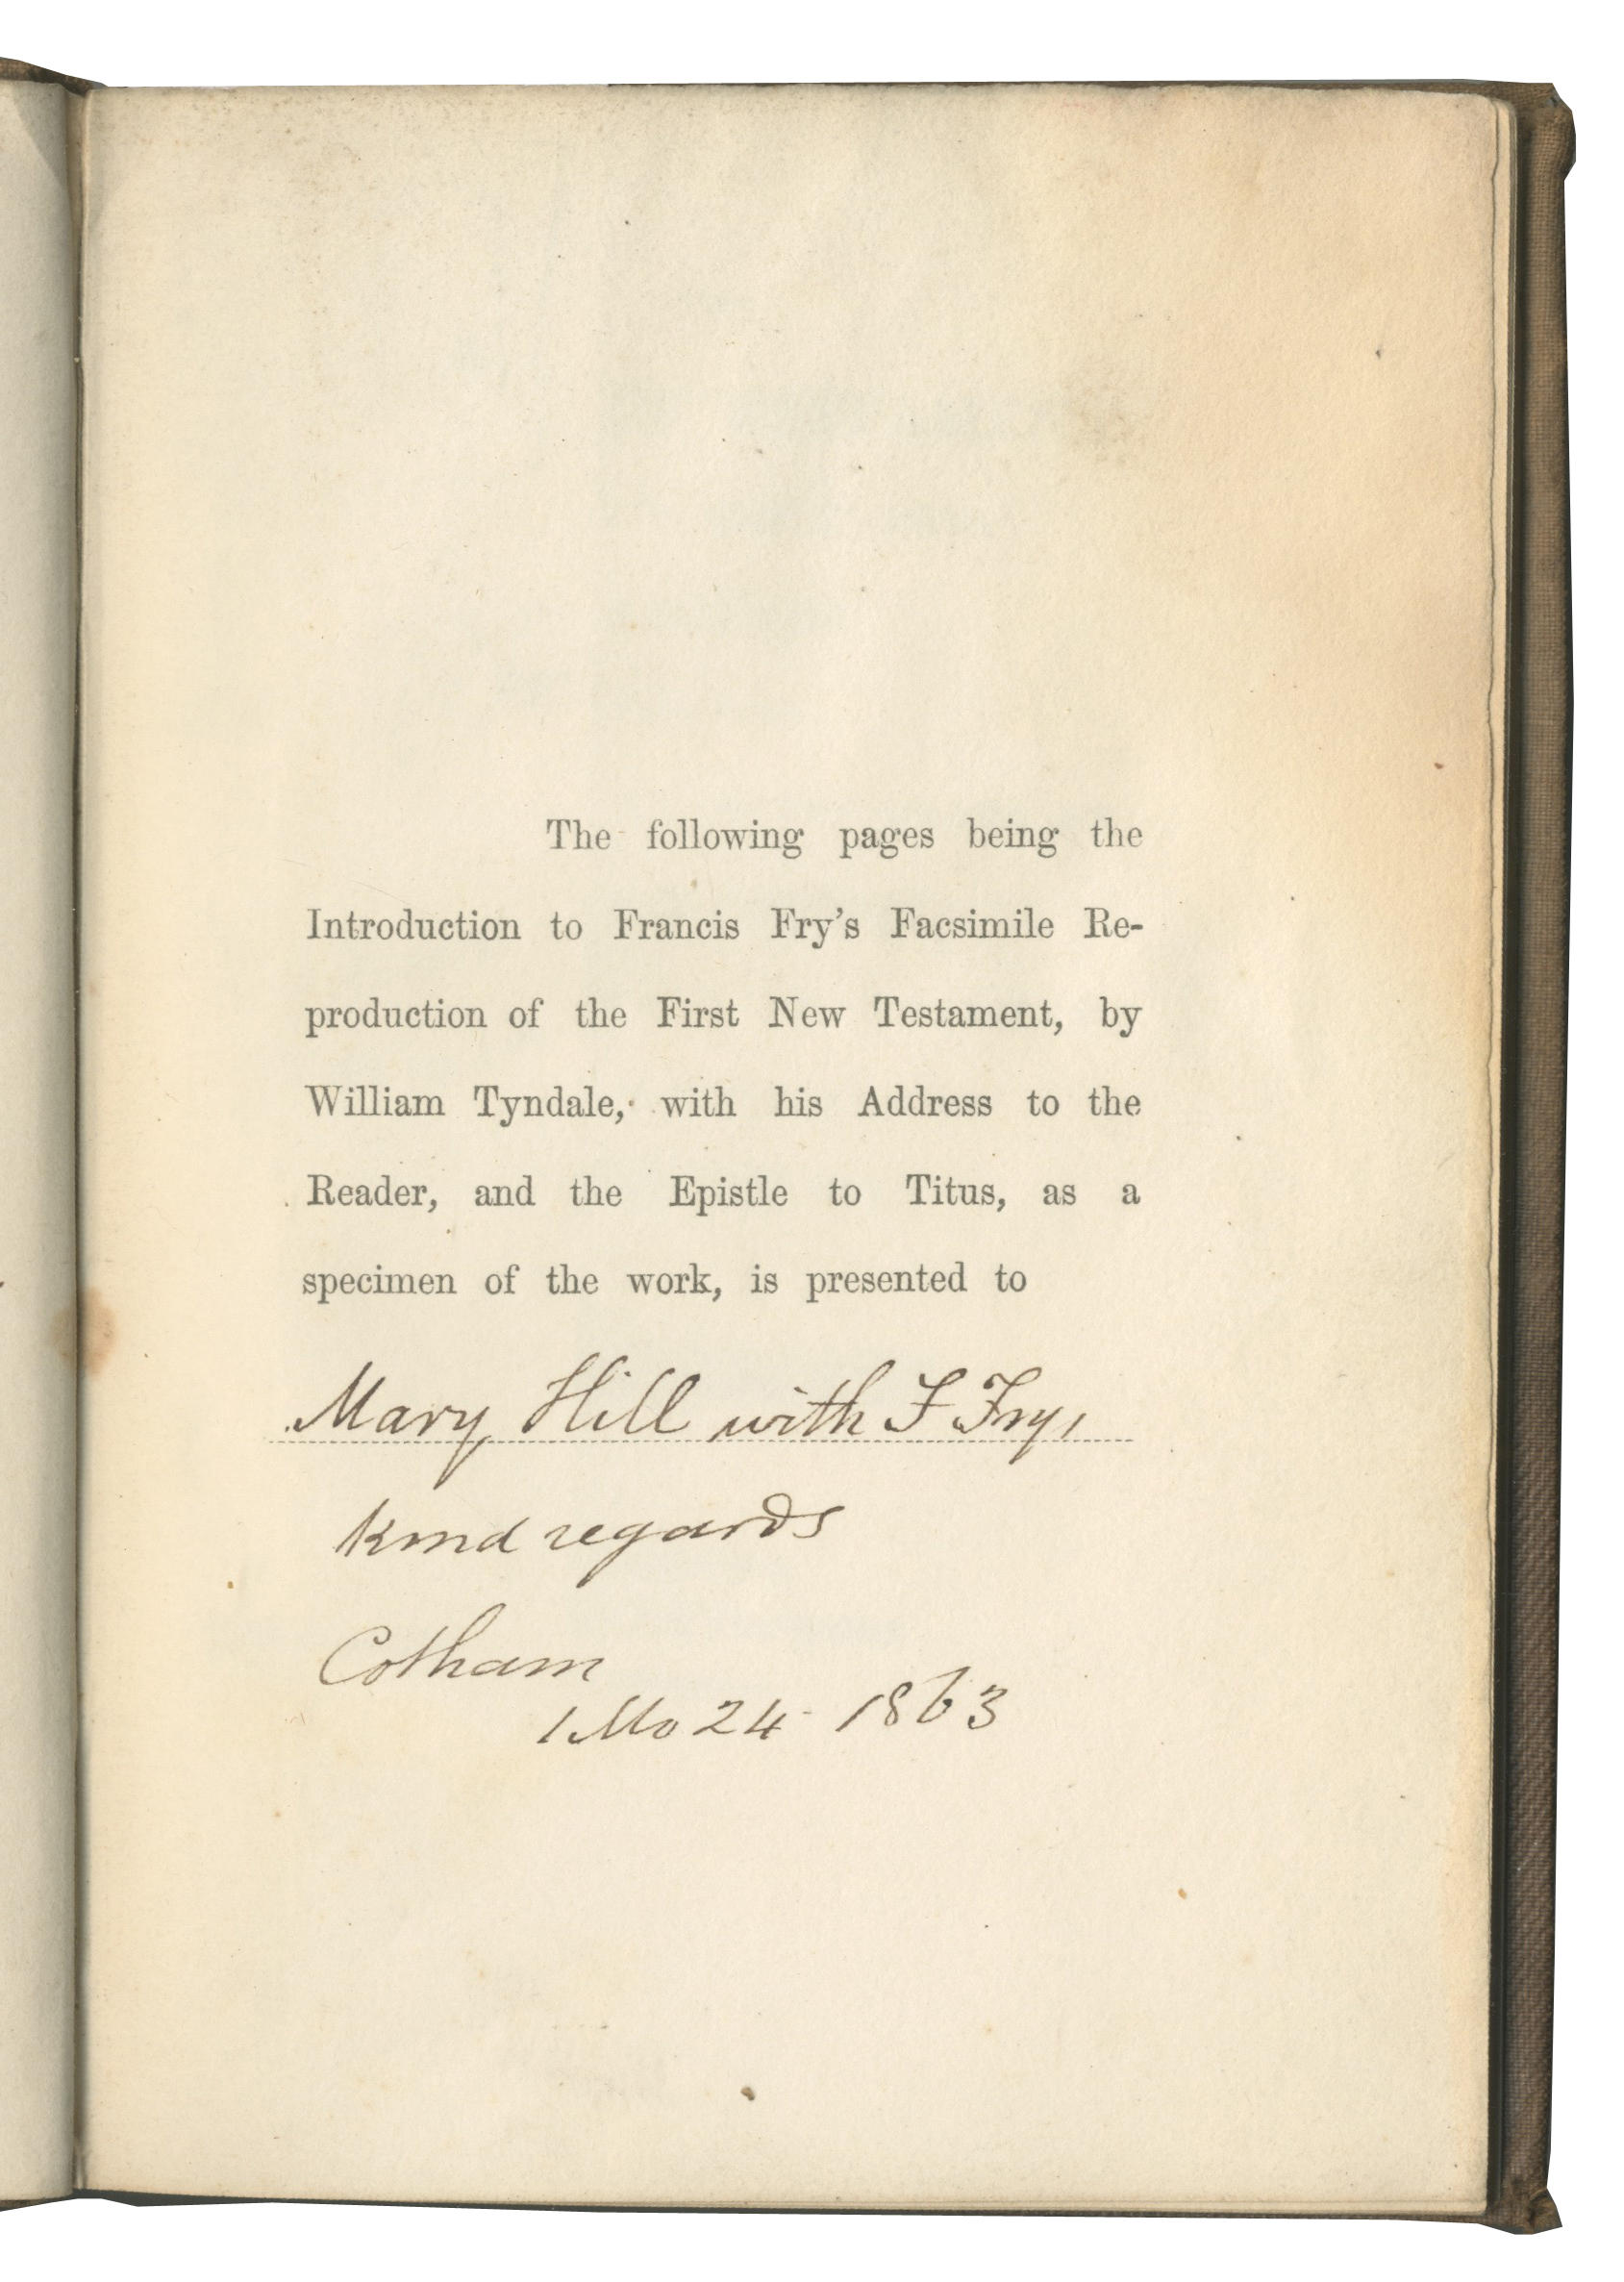 The following pages being the
Introduction to Francis Fry's Facsimile Re-
production of the First New Testament, by
William Tyndale, with his Address to the
Reader, and the Epistle to Titus, as a
specimen of the work, is presented to
Mary Hill with F Frys
kind regards
Cotham
1 Mo 24 1863